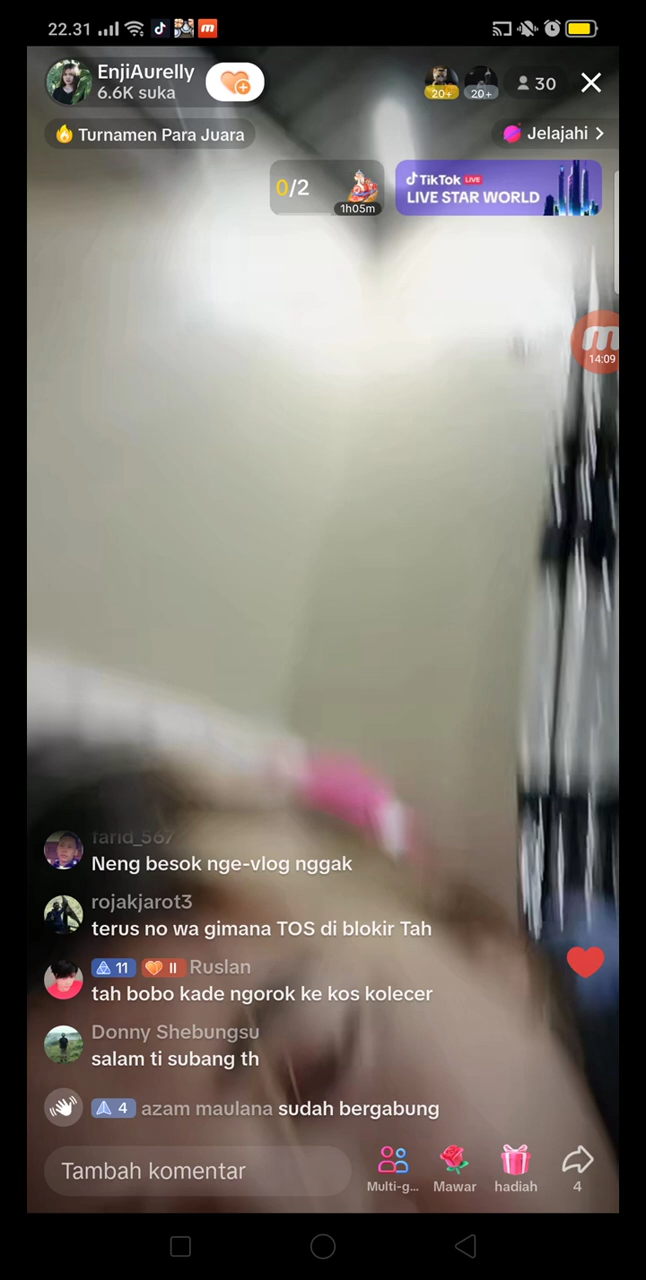 22.31
EnjiAurelly
6.6K suka
20+
20+
30
Turnamen Para Juara
Jelajahi
0/2
1h05m
TikTok LIVE
LIVE STAR WORLD
14:09
farid_567
Neng besok nge-vlog nggak
rojakjarot3
terus no wa gimana TOS di blokir Tah
11 II Ruslan
tah bobo kade ngorok ke kos kolecer
Donny Shebungsu
salam ti subang th
4 azam maulana sudah bergabung
Tambah komentar
Multi-g...
Mawar
hadiah
4